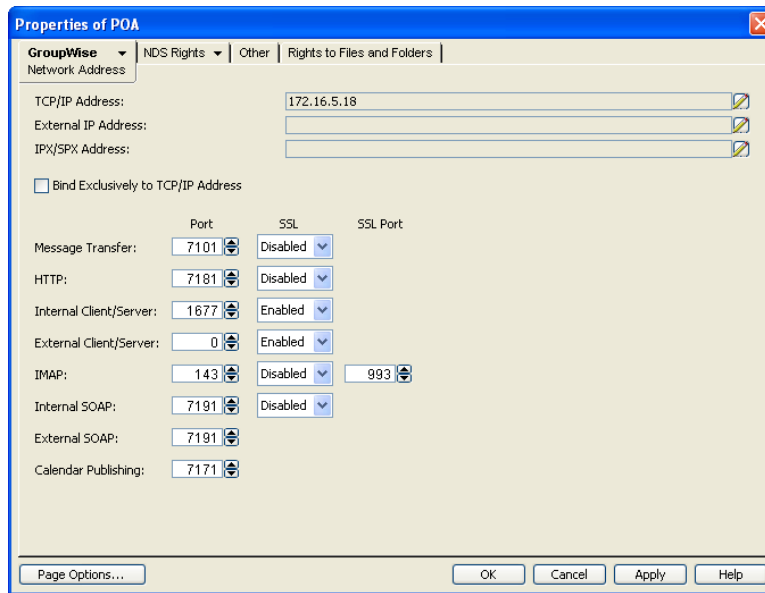 Properties of POA
GroupWise NDS Rights Other Rights to Files and Folders
Network Address
TCP/IP Address: 172.16.5.18
External IP Address:
IPX/SPX Address:
Bind Exclusively to TCP/IP Address
Port SSL SSL Port
Message Transfer: 7101 Disabled
HTTP: 7181 Disabled
Internal Client/Server: 1677 Enabled
External Client/Server: 0 Enabled
IMAP: 143 Disabled 993
Internal SOAP: 7191 Disabled
External SOAP: 7191
Calendar Publishing: 7171
Page Options... OK Cancel Apply Help